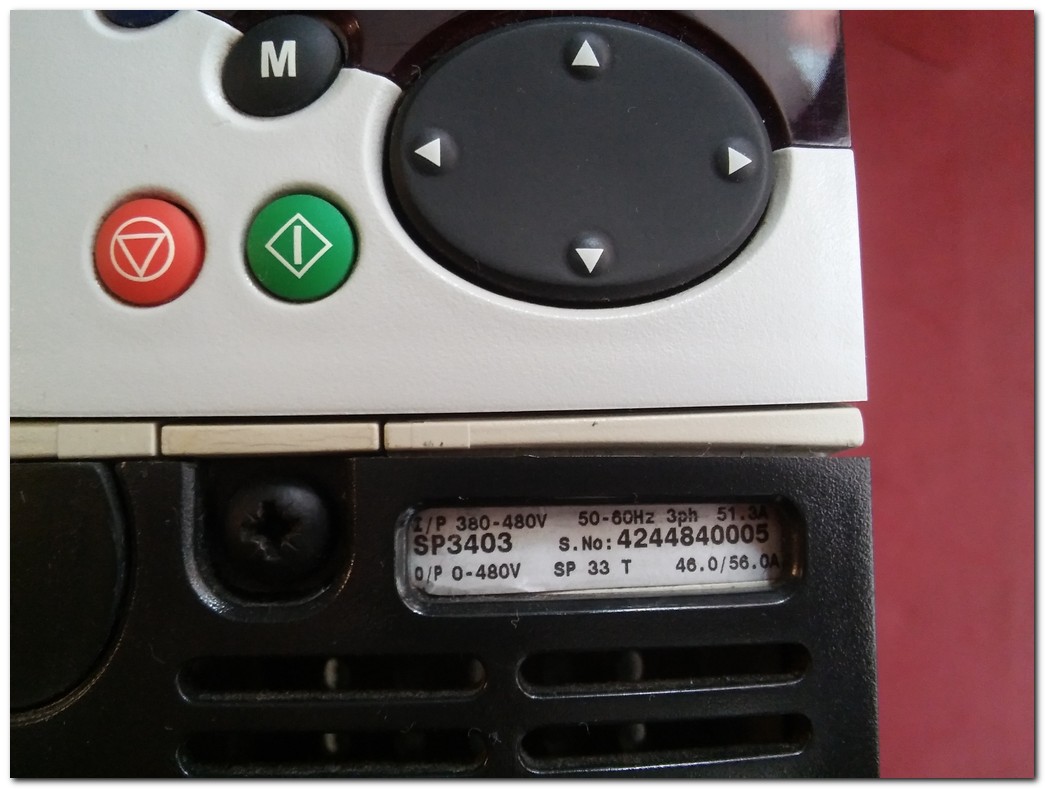 M
I/P 380-480V 50-60Hz 3ph 51.3A
SP3403 S.No: 4244840005
O/P 0-480V SP 33 T 46.0/56.0A